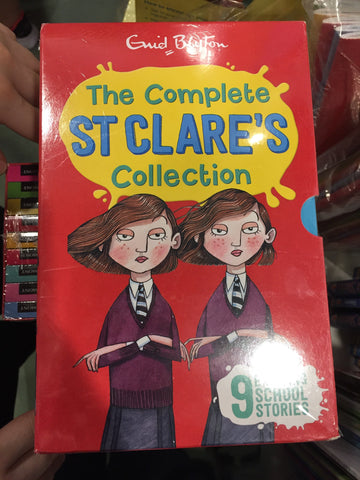 Enid Blyton
The Complete
ST CLARE'S
Collection
9
SCHOOL
STORIES